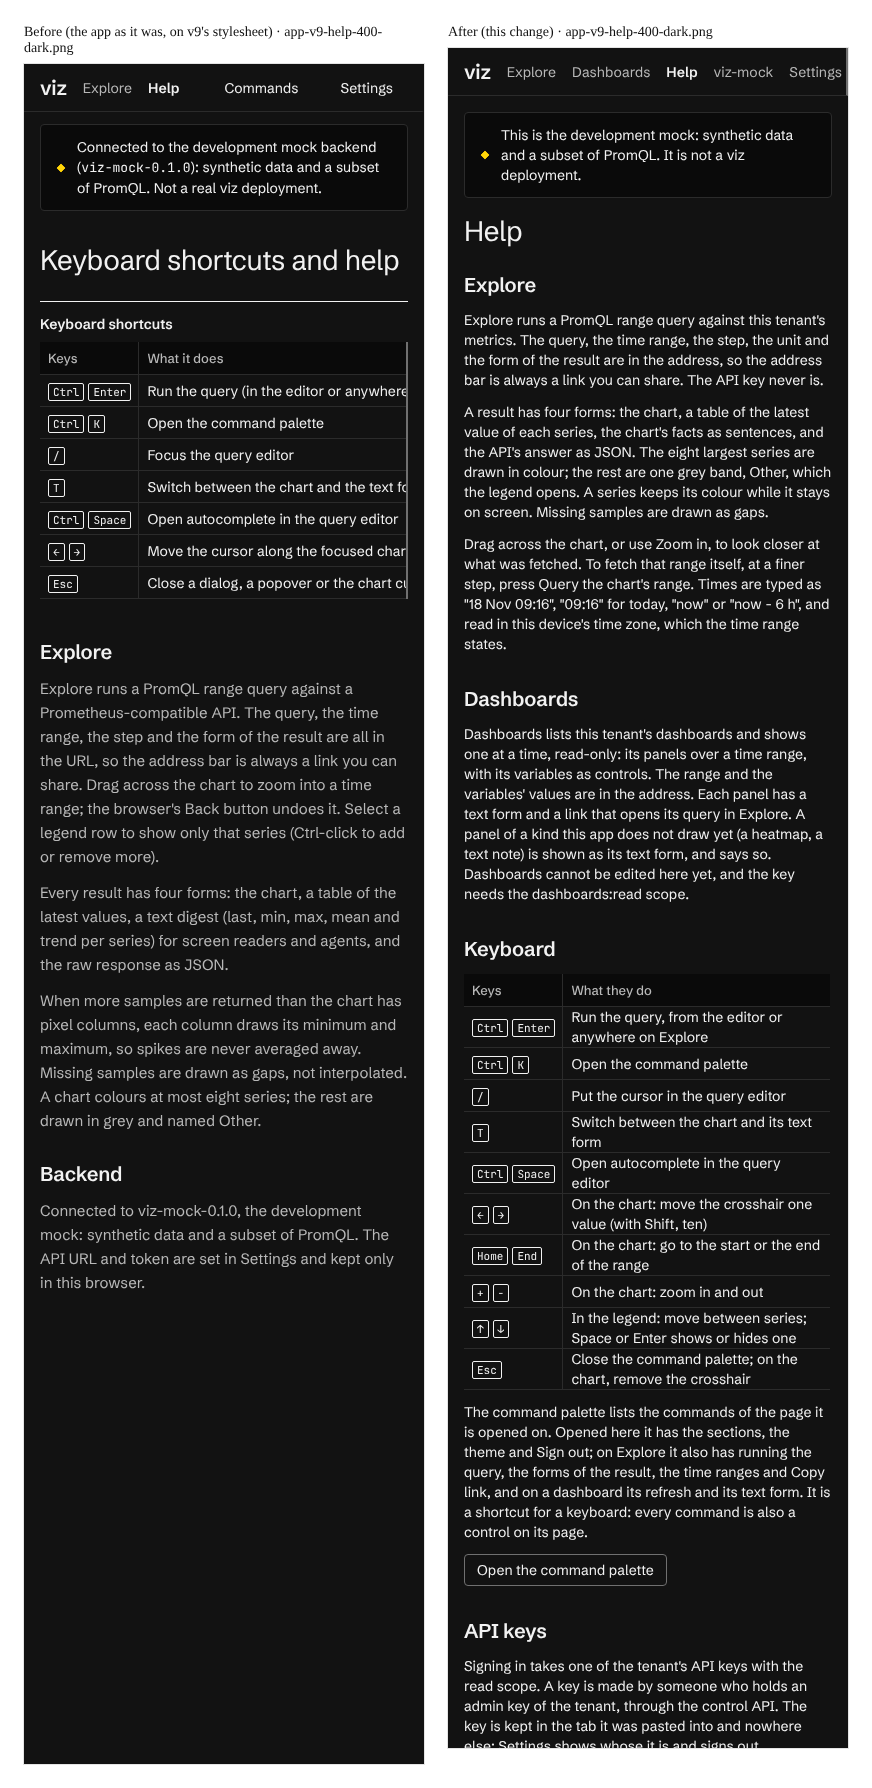 Before (the app as it was, on v9's stylesheet) · app-v9-help-400-
dark.png
viz Explore Help Commands Settings
Connected to the development mock backend
(viz-mock-0.1.0): synthetic data and a subset
of PromQL. Not a real viz deployment.
Keyboard shortcuts and help
Keyboard shortcuts
Keys What it does
Ctrl Enter Run the query (in the editor or anywhere
Ctrl K Open the command palette
/ Focus the query editor
T Switch between the chart and the text fo
Ctrl Space Open autocomplete in the query editor
← → Move the cursor along the focused char
Esc Close a dialog, a popover or the chart cu
Explore
Explore runs a PromQL range query against a
Prometheus-compatible API. The query, the time
range, the step and the form of the result are all in
the URL, so the address bar is always a link you can
share. Drag across the chart to zoom into a time
range; the browser's Back button undoes it. Select a
legend row to show only that series (Ctrl-click to add
or remove more).
Every result has four forms: the chart, a table of the
latest values, a text digest (last, min, max, mean and
trend per series) for screen readers and agents, and
the raw response as JSON.
When more samples are returned than the chart has
pixel columns, each column draws its minimum and
maximum, so spikes are never averaged away.
Missing samples are drawn as gaps, not interpolated.
A chart colours at most eight series; the rest are
drawn in grey and named Other.
Backend
Connected to viz-mock-0.1.0, the development
mock: synthetic data and a subset of PromQL. The
API URL and token are set in Settings and kept only
in this browser.
After (this change) · app-v9-help-400-dark.png
viz Explore Dashboards Help viz-mock Settings
This is the development mock: synthetic data
and a subset of PromQL. It is not a viz
deployment.
Help
Explore
Explore runs a PromQL range query against this tenant's
metrics. The query, the time range, the step, the unit and
the form of the result are in the address, so the address
bar is always a link you can share. The API key never is.
A result has four forms: the chart, a table of the latest
value of each series, the chart's facts as sentences, and
the API's answer as JSON. The eight largest series are
drawn in colour; the rest are one grey band, Other, which
the legend opens. A series keeps its colour while it stays
on screen. Missing samples are drawn as gaps.
Drag across the chart, or use Zoom in, to look closer at
what was fetched. To fetch that range itself, at a finer
step, press Query the chart's range. Times are typed as
"18 Nov 09:16", "09:16" for today, "now" or "now - 6 h", and
read in this device's time zone, which the time range
states.
Dashboards
Dashboards lists this tenant's dashboards and shows
one at a time, read-only: its panels over a time range,
with its variables as controls. The range and the
variables' values are in the address. Each panel has a
text form and a link that opens its query in Explore. A
panel of a kind this app does not draw yet (a heatmap, a
text note) is shown as its text form, and says so.
Dashboards cannot be edited here yet, and the key
needs the dashboards:read scope.
Keyboard
Keys What they do
Ctrl Enter Run the query, from the editor or
anywhere on Explore
Ctrl K Open the command palette
/ Put the cursor in the query editor
T Switch between the chart and its text
form
Ctrl Space Open autocomplete in the query
editor
← → On the chart: move the crosshair one
value (with Shift, ten)
Home End On the chart: go to the start or the end
of the range
+ - On the chart: zoom in and out
↑ ↓ In the legend: move between series;
Space or Enter shows or hides one
Esc Close the command palette; on the
chart, remove the crosshair
The command palette lists the commands of the page it
is opened on. Opened here it has the sections, the
theme and Sign out; on Explore it also has running the
query, the forms of the result, the time ranges and Copy
link, and on a dashboard its refresh and its text form. It is
a shortcut for a keyboard: every command is also a
control on its page.
Open the command palette
API keys
Signing in takes one of the tenant's API keys with the
read scope. A key is made by someone who holds an
admin key of the tenant, through the control API. The
key is kept in the tab it was pasted into and nowhere
else; Settings shows whose it is and signs out.